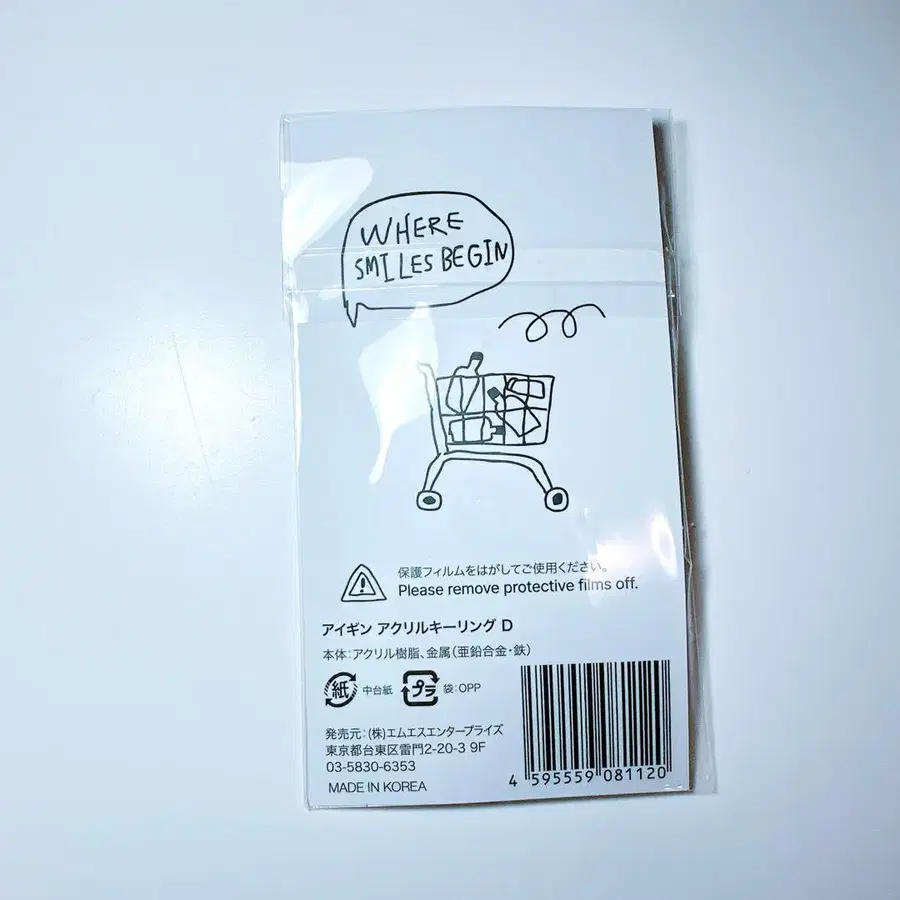 WHERE
SMILES BEGIN
保護フィルムをはがしてご使用ください。
Please remove protective films off.
アイギン アクリルキーリング D
本体：アクリル樹脂、金属（亜鉛合金・鉄）
紙 中台紙 プラ 袋：OPP
発売元：(株)エムエスエンタープライズ
東京都台東区雷門2-20-3 9F
03-5830-6353
MADE IN KOREA
4 595559 081120